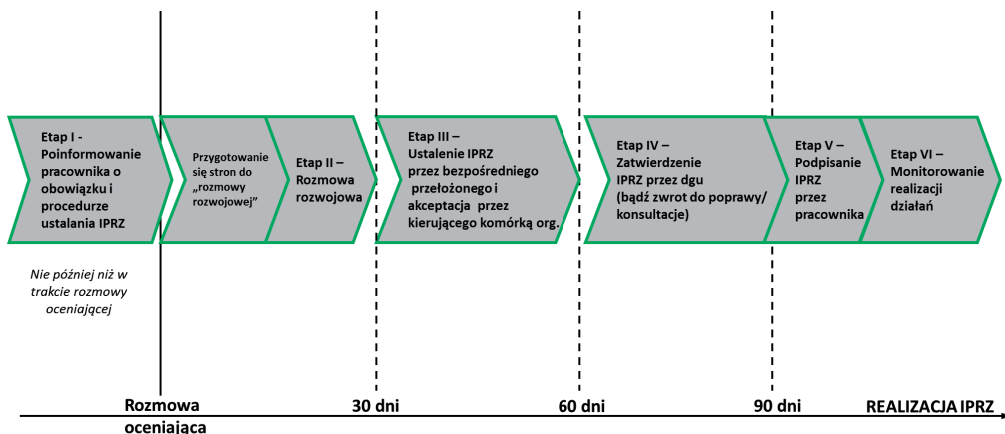 Etap I -
Poinformowanie
pracownika o
obowiązku i
procedurze
ustalania IPRZ
Przygotowanie
się stron do
„rozmowy
rozwojowej”
Etap II –
Rozmowa
rozwojowa
Etap III –
Ustalenie IPRZ
przez bezpośredniego
przełożonego i
akceptacja przez
kierującego komórką org.
Etap IV –
Zatwierdzenie
IPRZ przez dgu
(bądź zwrot do poprawy/
konsultacje)
Etap V –
Podpisanie
IPRZ
przez
pracownika
Etap VI –
Monitorowanie
realizacji
działań
Nie później niż w
trakcie rozmowy
oceniającej
Rozmowa
oceniająca
30 dni
60 dni
90 dni
REALIZACJA IPRZ